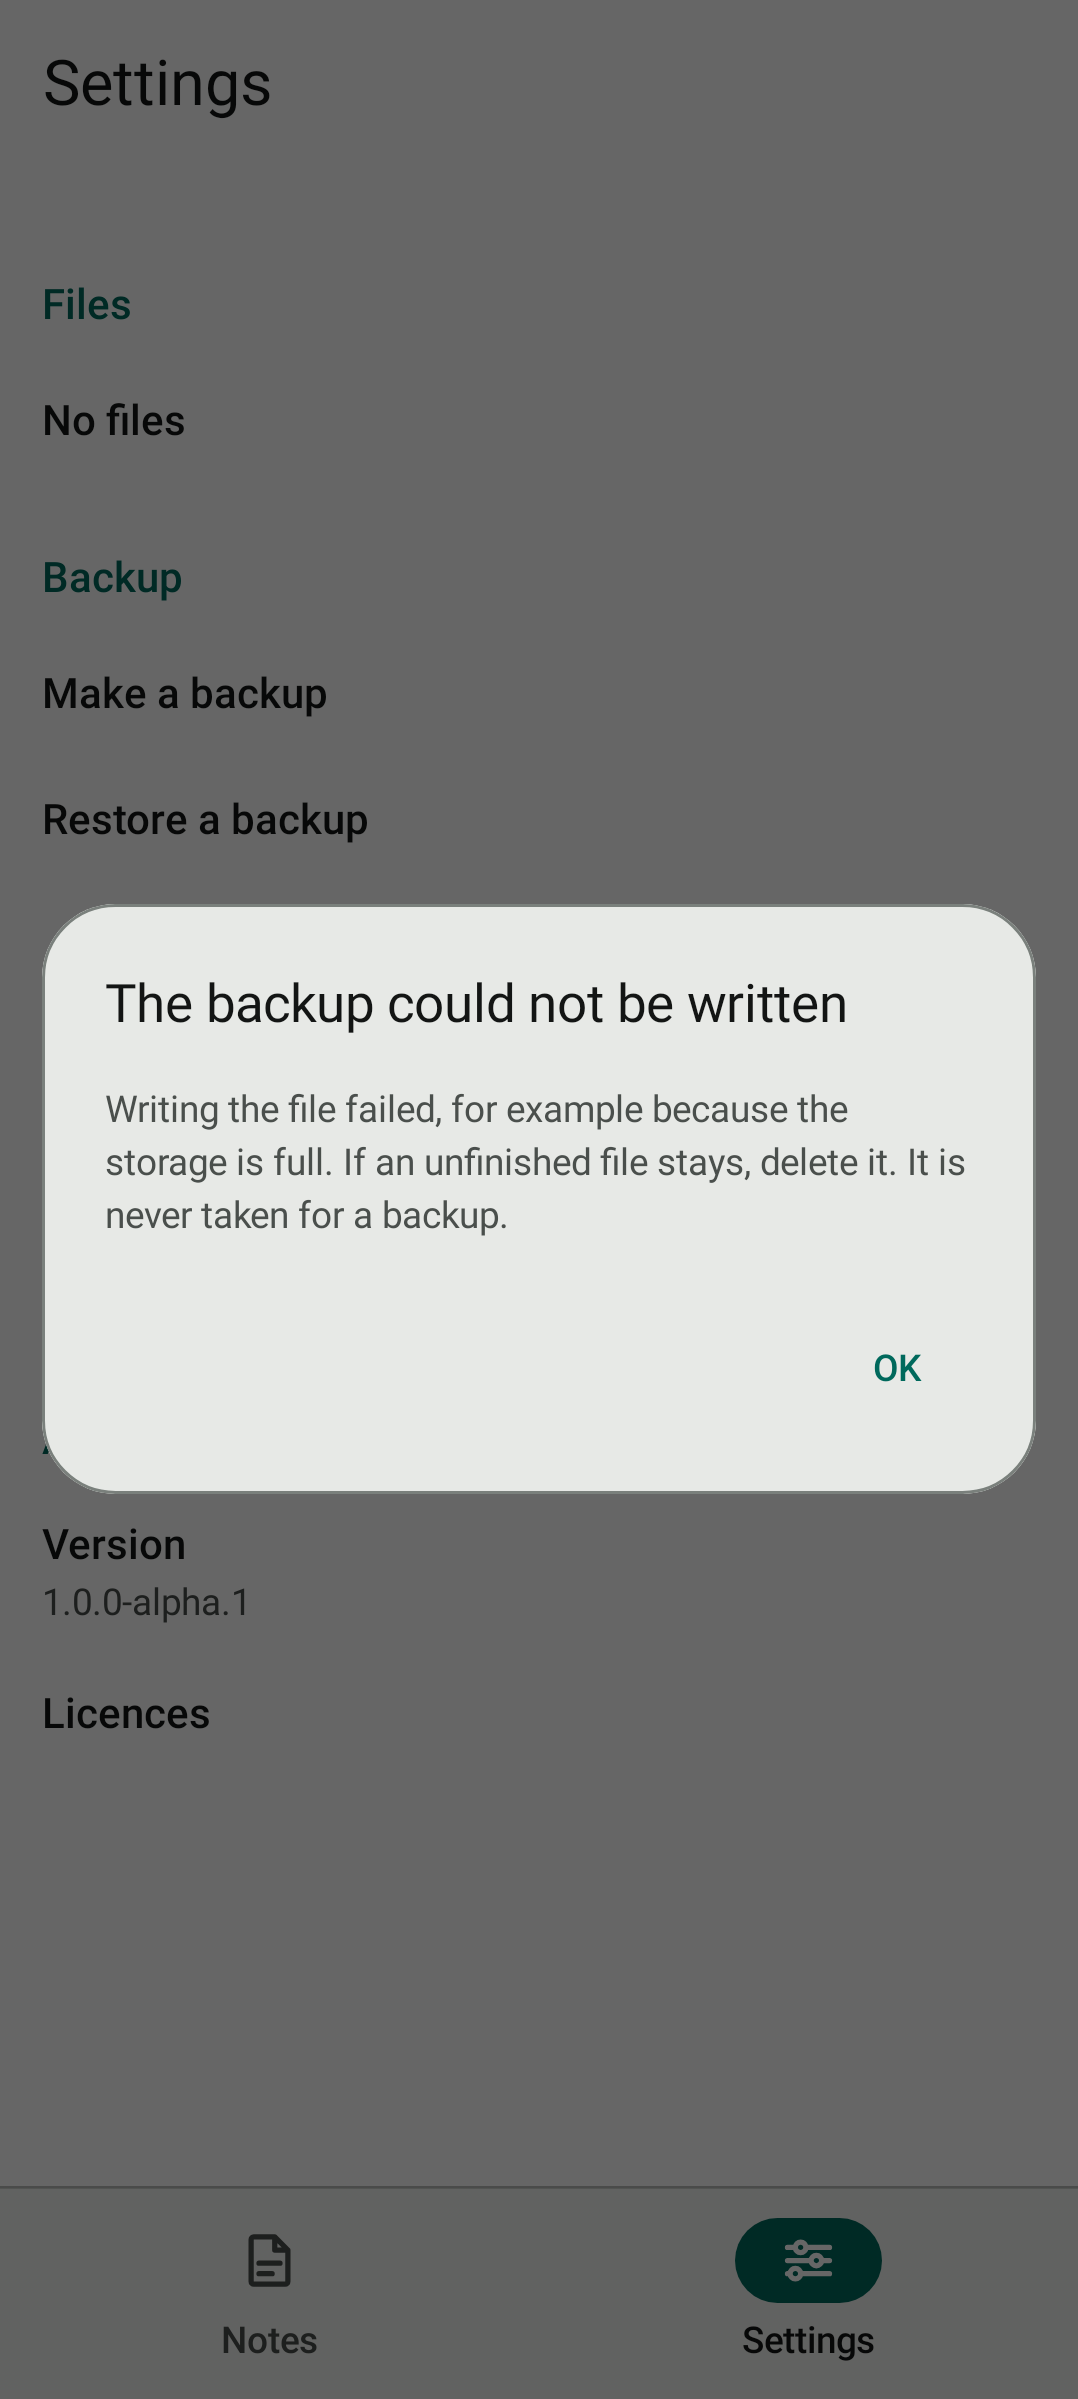 Settings
Files
No files
Backup
Make a backup
Restore a backup
The backup could not be written
Writing the file failed, for example because the
storage is full. If an unfinished file stays, delete it. It is
never taken for a backup.
OK
Version
1.0.0-alpha.1
Licences
Notes
Settings